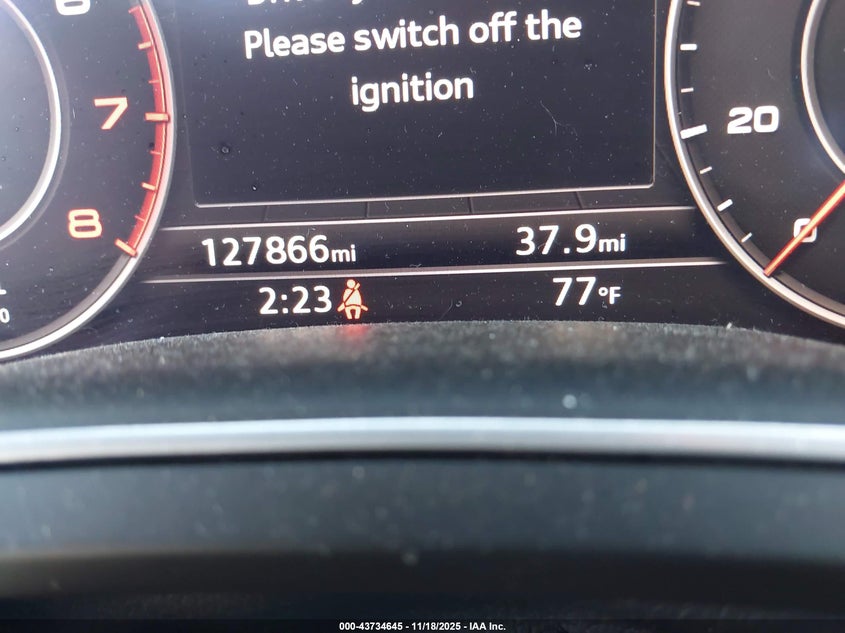 Please switch off the
ignition
7
20
8
0
127866mi
37.9mi
2:23
77°F
000-43734645 - 11/18/2025 - IAA Inc.